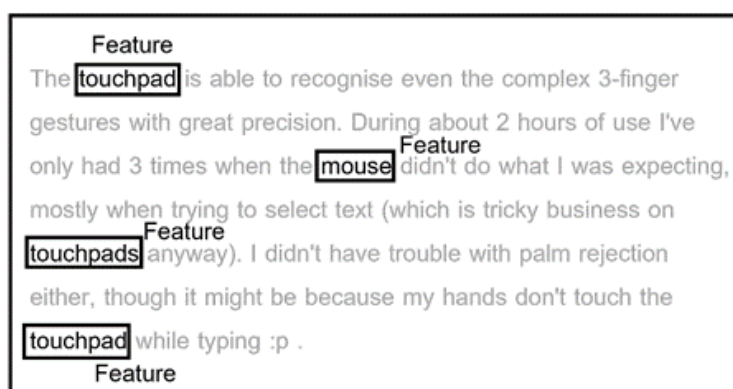 Feature
The touchpad is able to recognise even the complex 3-finger
gestures with great precision. During about 2 hours of use I've
Feature
only had 3 times when the mouse didn't do what I was expecting,
mostly when trying to select text (which is tricky business on
Feature
touchpads anyway). I didn't have trouble with palm rejection
either, though it might be because my hands don't touch the
touchpad while typing :p .
Feature